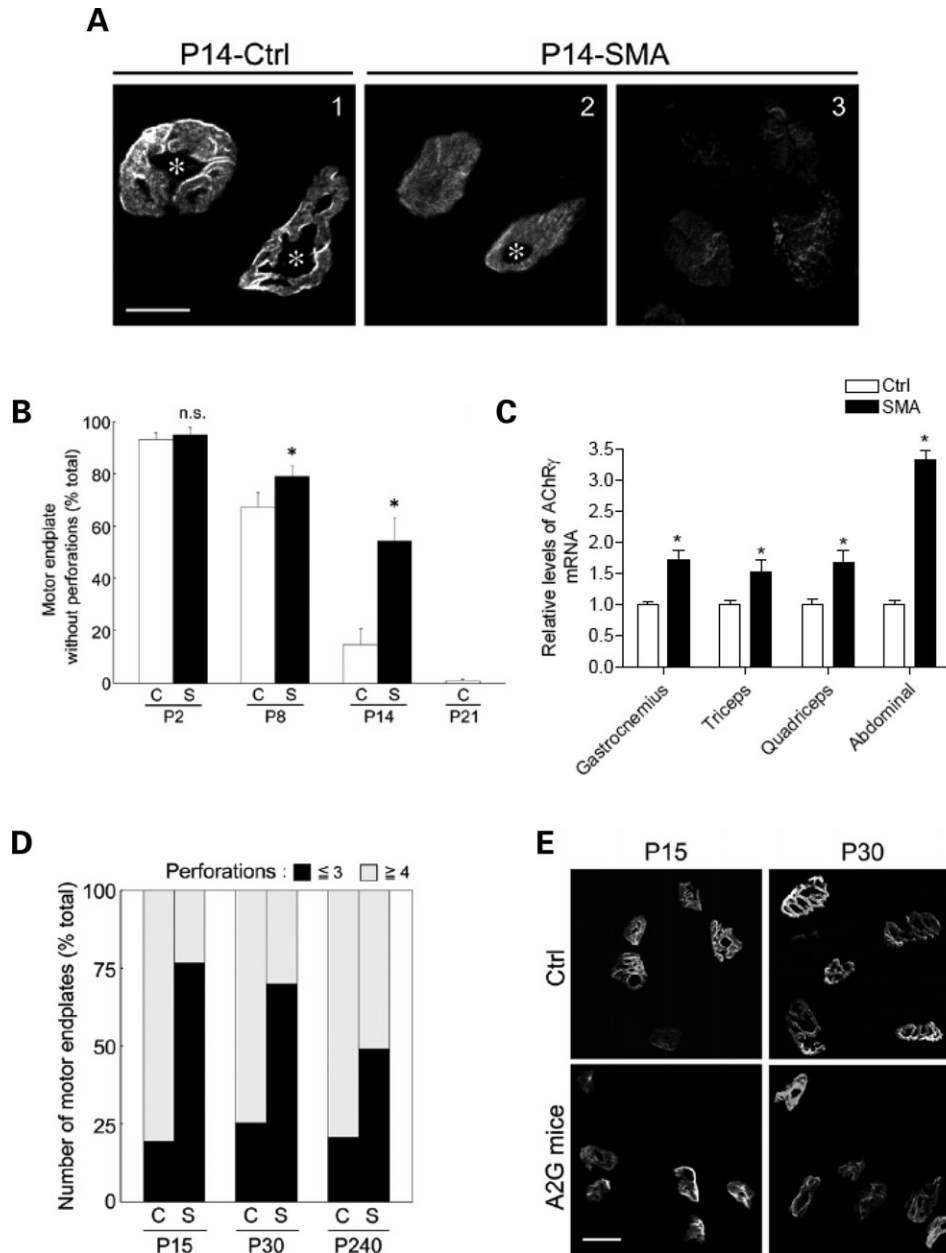 A
P14-Ctrl
P14-SMA
1
2
3
*
*
*
B
Motor endplate
without perforations (% total)
100
80
60
40
20
0
n.s.
*
*
C S C S C S C
P2 P8 P14 P21
C
Ctrl
SMA
Relative levels of AChRγ
mRNA
3.5
3.0
2.5
2.0
1.5
1.0
0.5
0.0
*
*
*
*
Gastrocnemius
Triceps
Quadriceps
Abdominal
D
Perforations : ≦ 3 ≧ 4
Number of motor endplates (% total)
100
75
50
25
0
C S C S C S
P15 P30 P240
E
P15 P30
Ctrl
A2G mice